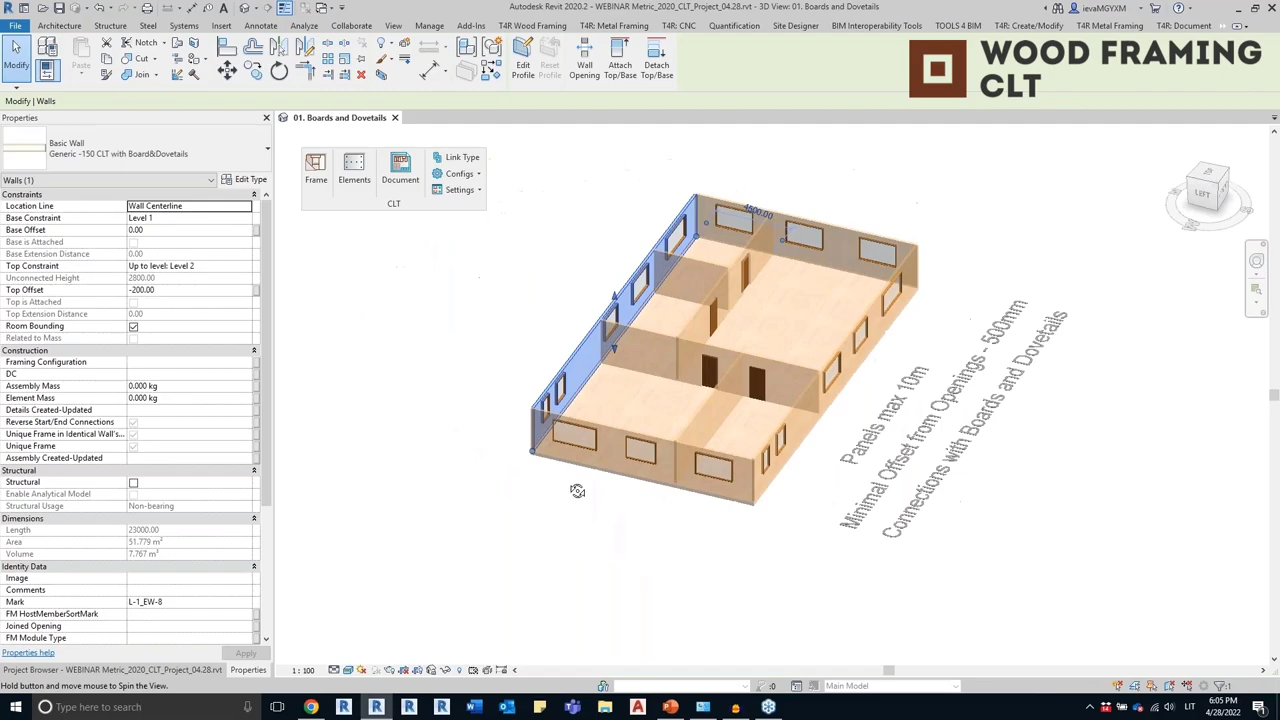 Autodesk Revit 2020.2 - WEBINAR Metric_2020_CLT_Project_04.28.rvt - 3D View: 01. Boards and Dovetails
ievaMGYXM
File Architecture Structure Steel Systems Insert Annotate Analyze Collaborate View Manage Add-Ins T4R Wood Framing T4R: Metal Framing T4R: CNC Quantification Site Designer BIM Interoperability Tools TOOLS 4 BIM T4R: Create/Modify T4R Metal Framing T4R: Document
Modify
Paste
Notch
Cut
Join
Edit Profile
Reset Profile
Wall Opening
Attach Top/Base
Detach Top/Base
WOOD FRAMING
CLT
Modify | Walls
Properties
01. Boards and Dovetails
Basic Wall
Generic -150 CLT with Board&Dovetails
Walls (1)
Edit Type
Constraints
Location Line Wall Centerline
Base Constraint Level 1
Base Offset 0.00
Base is Attached
Base Extension Distance 0.00
Top Constraint Up to level: Level 2
Unconnected Height 2800.00
Top Offset -200.00
Top is Attached
Top Extension Distance 0.00
Room Bounding
Related to Mass
Construction
Framing Configuration
DC
Assembly Mass 0.000 kg
Element Mass 0.000 kg
Details Created-Updated
Reverse Start/End Connections
Unique Frame in Identical Wall's...
Unique Frame
Assembly Created-Updated
Structural
Structural
Enable Analytical Model
Structural Usage Non-bearing
Dimensions
Length 23000.00
Area 51.779 m²
Volume 7.767 m³
Identity Data
Image
Comments
Mark L-1_EW-8
FM HostMemberSortMark
Joined Opening
FM Module Type
Properties help
Apply
Project Browser - WEBINAR Metric_2020_CLT_Project_04.28.rvt
Properties
Frame
Elements
Document
Link Type
Configs
Settings
CLT
4500.00
LEFT
Panels max 10m
Minimal Offset from Openings - 500mm
Connections with Boards and Dovetails
1 : 100
Hold button and move mouse to Spin the View.
:0
Main Model
:1
Type here to search
LIT
6:05 PM
4/28/2022